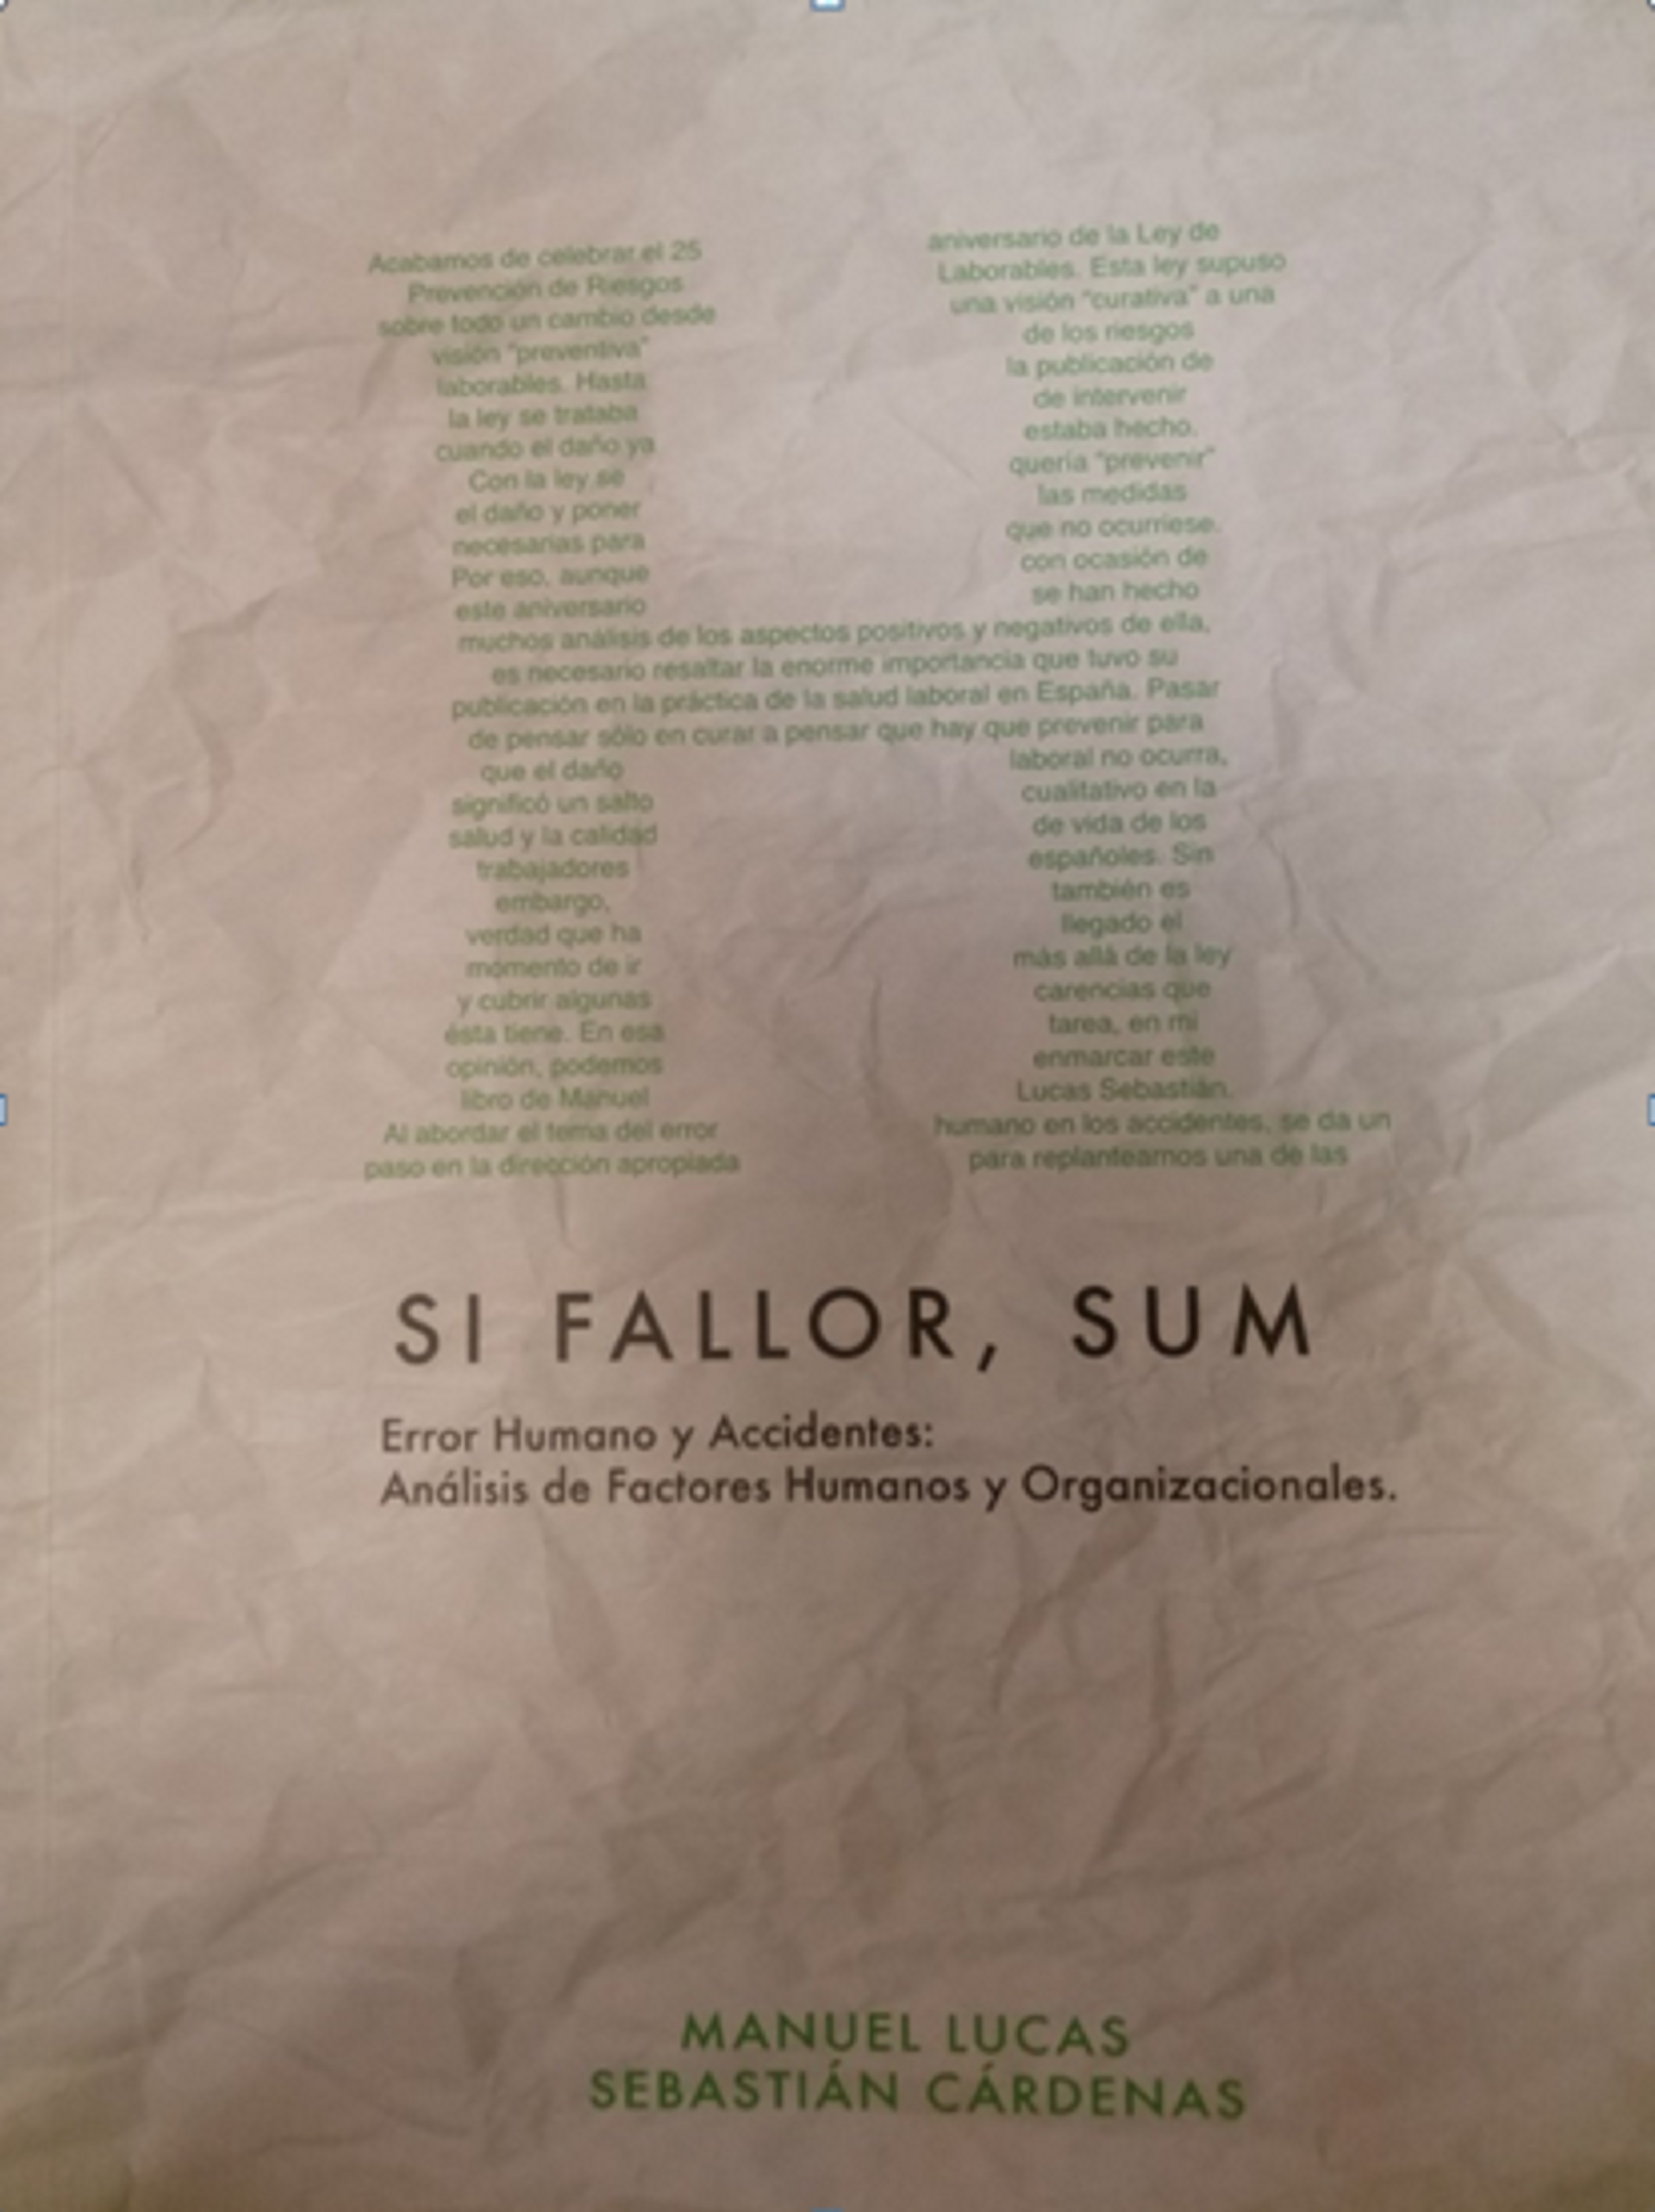 Acabamos de celebrar el 25 aniversario de la Ley de
Prevención de Riesgos Laborables. Esta ley supuso
sobre todo un cambio desde una visión "curativa" a una
visión "preventiva" de los riesgos
laborables. Hasta la publicación de
la ley se trataba de intervenir
cuando el daño ya estaba hecho.
Con la ley se quería "prevenir"
el daño y poner las medidas
necesarias para que no ocurriese.
Por eso, aunque con ocasión de
este aniversario se han hecho
muchos análisis de los aspectos positivos y negativos de ella,
es necesario resaltar la enorme importancia que tuvo su
publicación en la práctica de la salud laboral en España. Pasar
de pensar sólo en curar a pensar que hay que prevenir para
que el daño laboral no ocurra,
significó un salto cualitativo en la
salud y la calidad de vida de los
trabajadores españoles. Sin
embargo, también es
verdad que ha llegado el
momento de ir más allá de la ley
y cubrir algunas carencias que
ésta tiene. En esa tarea, en mi
opinión, podemos enmarcar este
libro de Manuel Lucas Sebastián.
Al abordar el tema del error humano en los accidentes, se da un
paso en la dirección apropiada para replantearnos una de las
SI FALLOR, SUM
Error Humano y Accidentes:
Análisis de Factores Humanos y Organizacionales.
MANUEL LUCAS
SEBASTIÁN CÁRDENAS